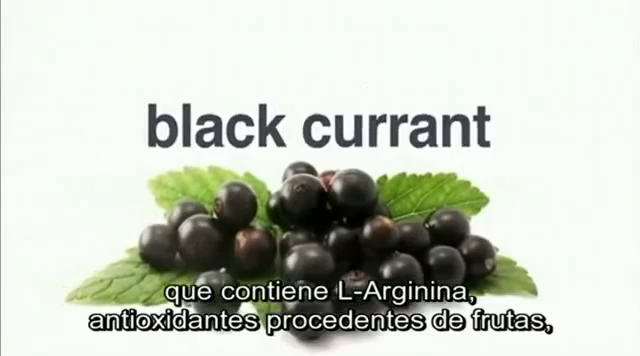 black currant
que contiene L-Arginina,
antioxidantes procedentes de frutas,